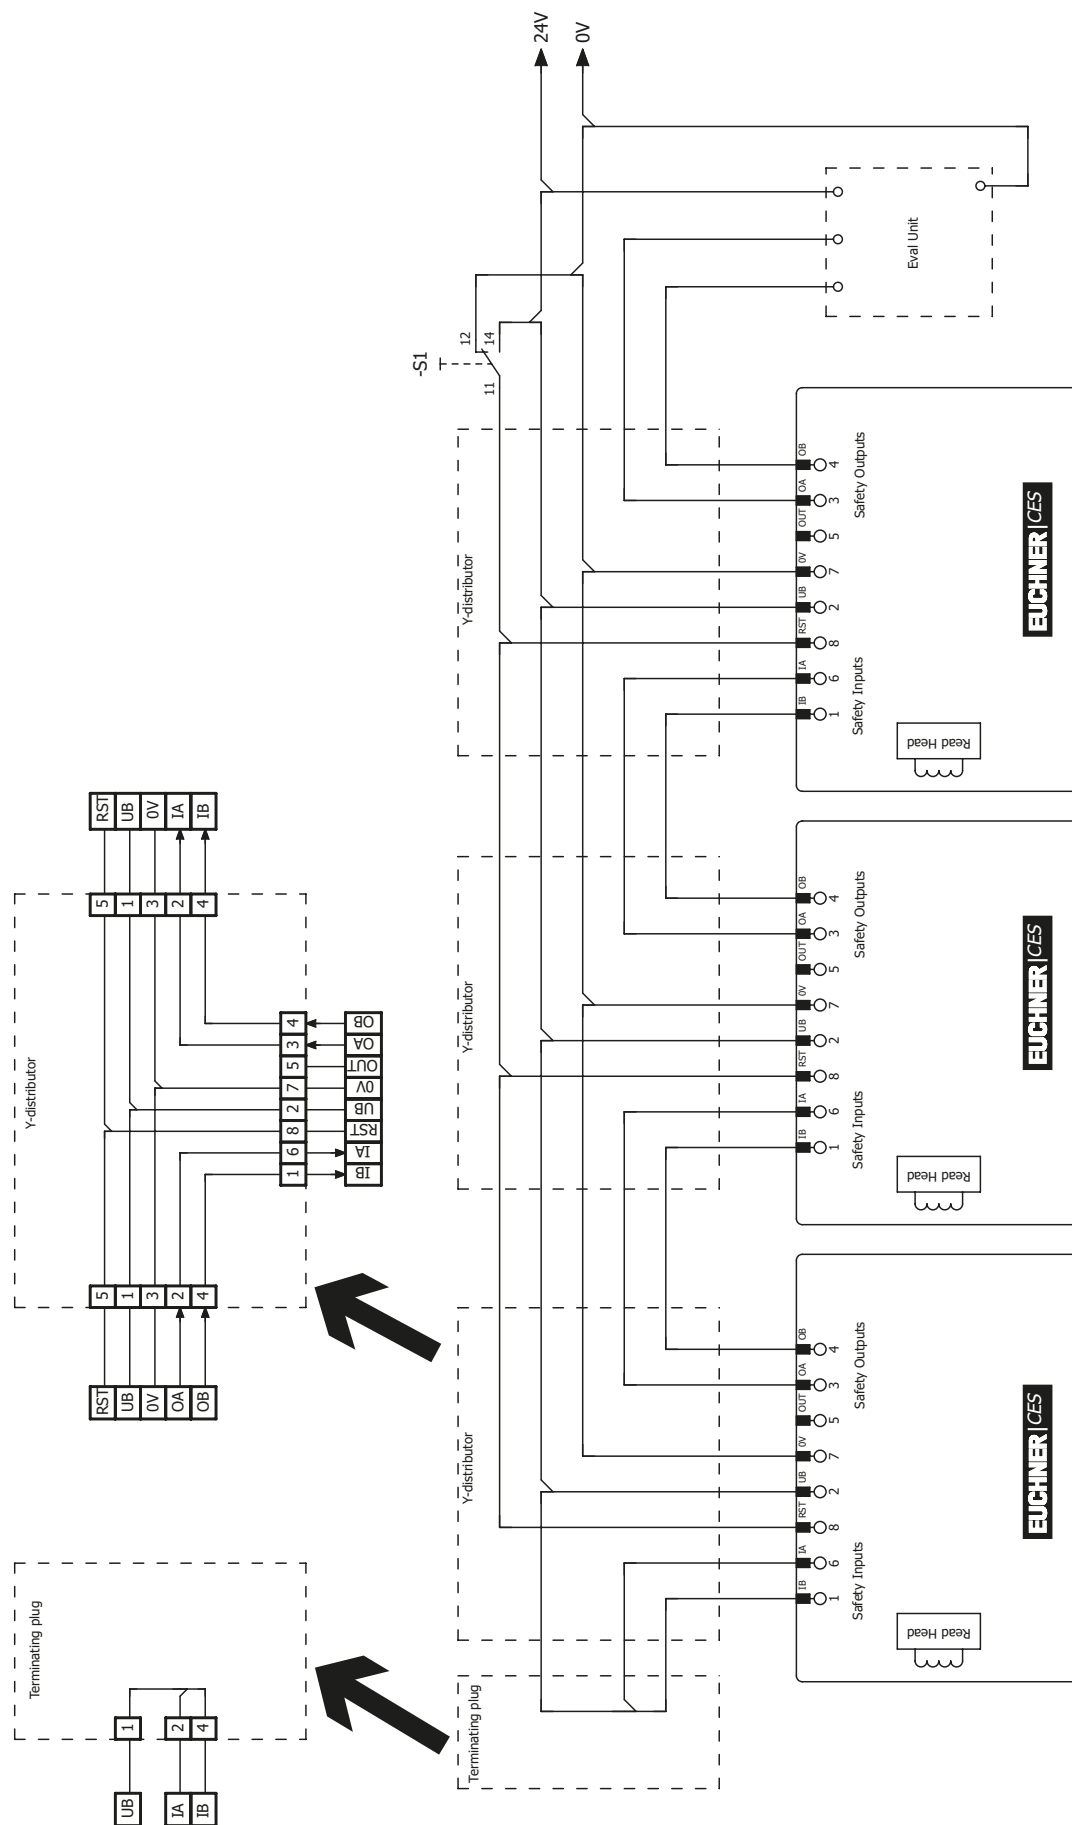 24V
0V
Eval Unit
-S1
12
14
11
Y-distributor
OB
OA
OUT
0V
UB
RST
IA
IB
4
3
5
7
2
8
6
1
Safety Outputs
Safety Inputs
Read Head
EUCHNER|CES
Y-distributor
OB
OA
OUT
0V
UB
RST
IA
IB
4
3
5
7
2
8
6
1
Safety Outputs
Safety Inputs
Read Head
EUCHNER|CES
Y-distributor
OB
OA
OUT
0V
UB
RST
IA
IB
4
3
5
7
2
8
6
1
Safety Outputs
Safety Inputs
Read Head
EUCHNER|CES
Terminating plug
RST
UB
0V
IA
IB
5
1
3
2
4
Y-distributor
4
3
5
7
2
8
6
1
OB
OA
OUT
0V
UB
RST
IA
IB
5
1
3
2
4
RST
UB
0V
OA
OB
Terminating plug
1
2
4
UB
IA
IB